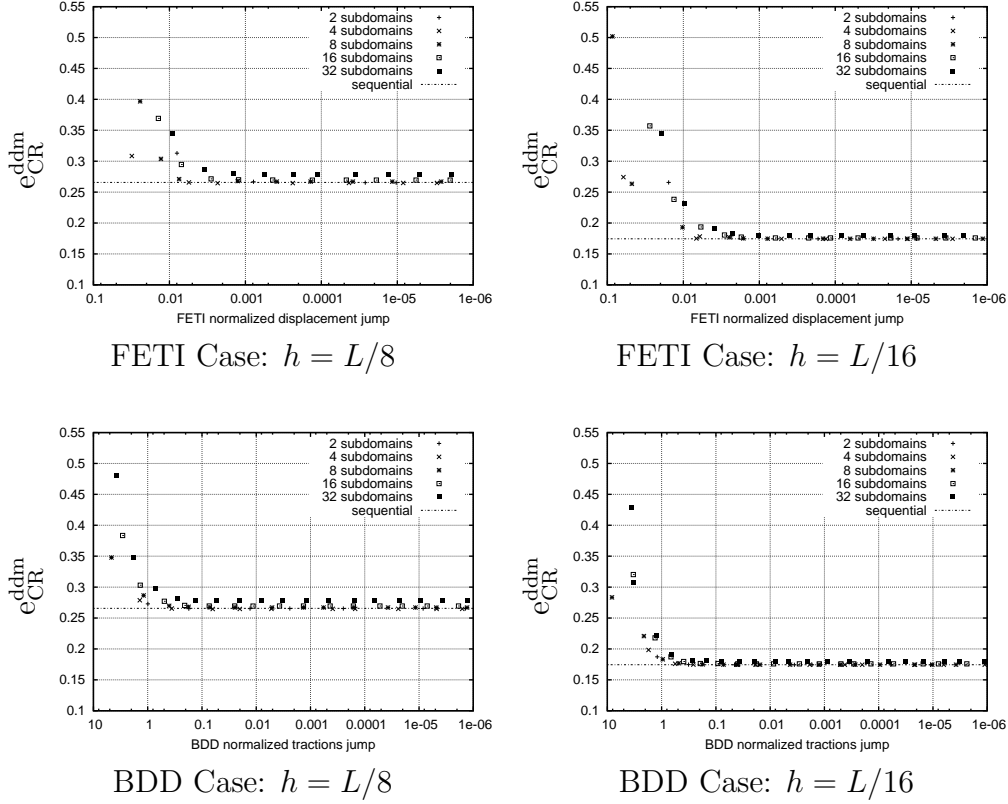 0.55
0.5
0.45
0.4
0.35
0.3
0.25
0.2
0.15
0.1
e_CR^ddm
2 subdomains
4 subdomains
8 subdomains
16 subdomains
32 subdomains
sequential
0.1 0.01 0.001 0.0001 1e-05 1e-06
FETI normalized displacement jump
FETI Case: h = L/8
0.55
0.5
0.45
0.4
0.35
0.3
0.25
0.2
0.15
0.1
e_CR^ddm
2 subdomains
4 subdomains
8 subdomains
16 subdomains
32 subdomains
sequential
0.1 0.01 0.001 0.0001 1e-05 1e-06
FETI normalized displacement jump
FETI Case: h = L/16
0.55
0.5
0.45
0.4
0.35
0.3
0.25
0.2
0.15
0.1
e_CR^ddm
2 subdomains
4 subdomains
8 subdomains
16 subdomains
32 subdomains
sequential
10 1 0.1 0.01 0.001 0.0001 1e-05 1e-06
BDD normalized tractions jump
BDD Case: h = L/8
0.55
0.5
0.45
0.4
0.35
0.3
0.25
0.2
0.15
0.1
e_CR^ddm
2 subdomains
4 subdomains
8 subdomains
16 subdomains
32 subdomains
sequential
10 1 0.1 0.01 0.001 0.0001 1e-05 1e-06
BDD normalized tractions jump
BDD Case: h = L/16